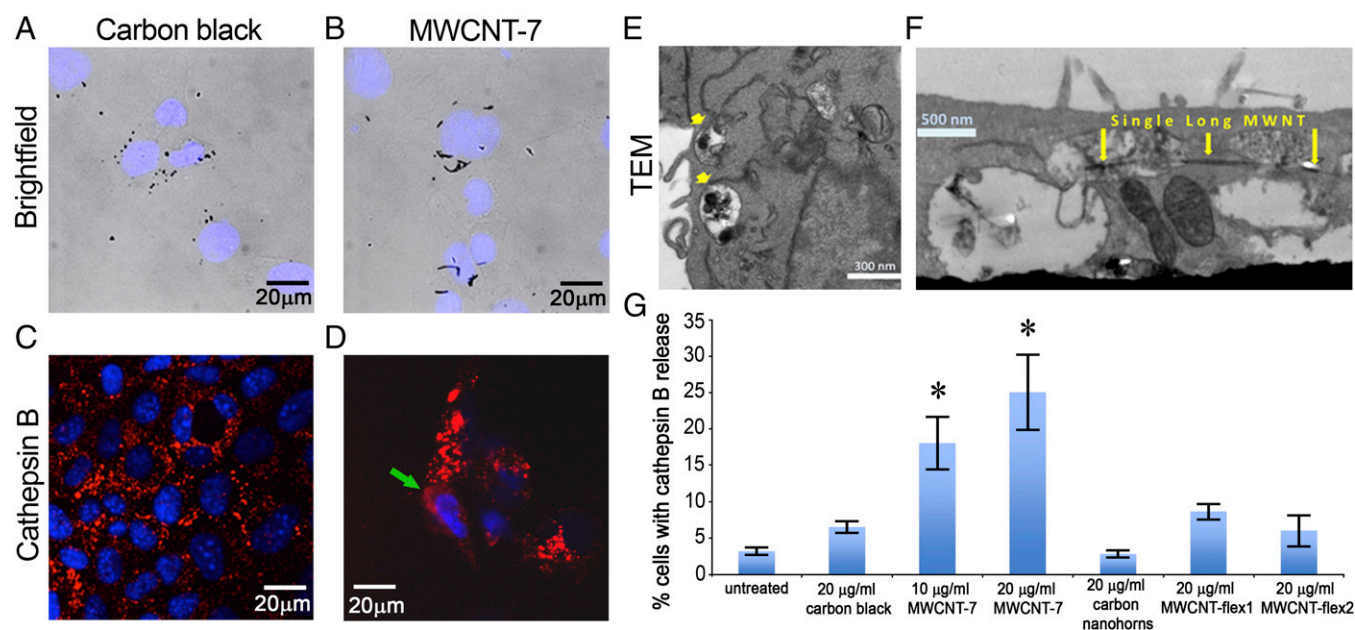 A
Carbon black
B
MWCNT-7
Brightfield
20μm
20μm
C
D
Cathepsin B
20μm
20μm
E
TEM
300 nm
F
500 nm
Single Long MWNT
G
% cells with cathepsin B release
35
30
25
20
15
10
5
0
*
*
untreated
20 μg/ml
carbon black
10 μg/ml
MWCNT-7
20 μg/ml
MWCNT-7
20 μg/ml
carbon
nanohorns
20 μg/ml
MWCNT-flex1
20 μg/ml
MWCNT-flex2